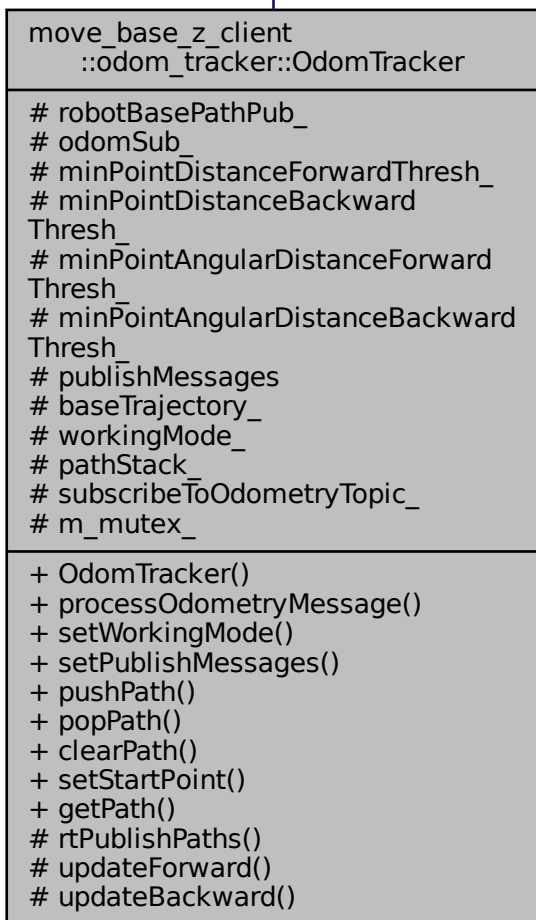 move_base_z_client
::odom_tracker::OdomTracker
# robotBasePathPub_
# odomSub_
# minPointDistanceForwardThresh_
# minPointDistanceBackward
Thresh_
# minPointAngularDistanceForward
Thresh_
# minPointAngularDistanceBackward
Thresh_
# publishMessages
# baseTrajectory_
# workingMode_
# pathStack_
# subscribeToOdometryTopic_
# m_mutex_
+ OdomTracker()
+ processOdometryMessage()
+ setWorkingMode()
+ setPublishMessages()
+ pushPath()
+ popPath()
+ clearPath()
+ setStartPoint()
+ getPath()
# rtPublishPaths()
# updateForward()
# updateBackward()